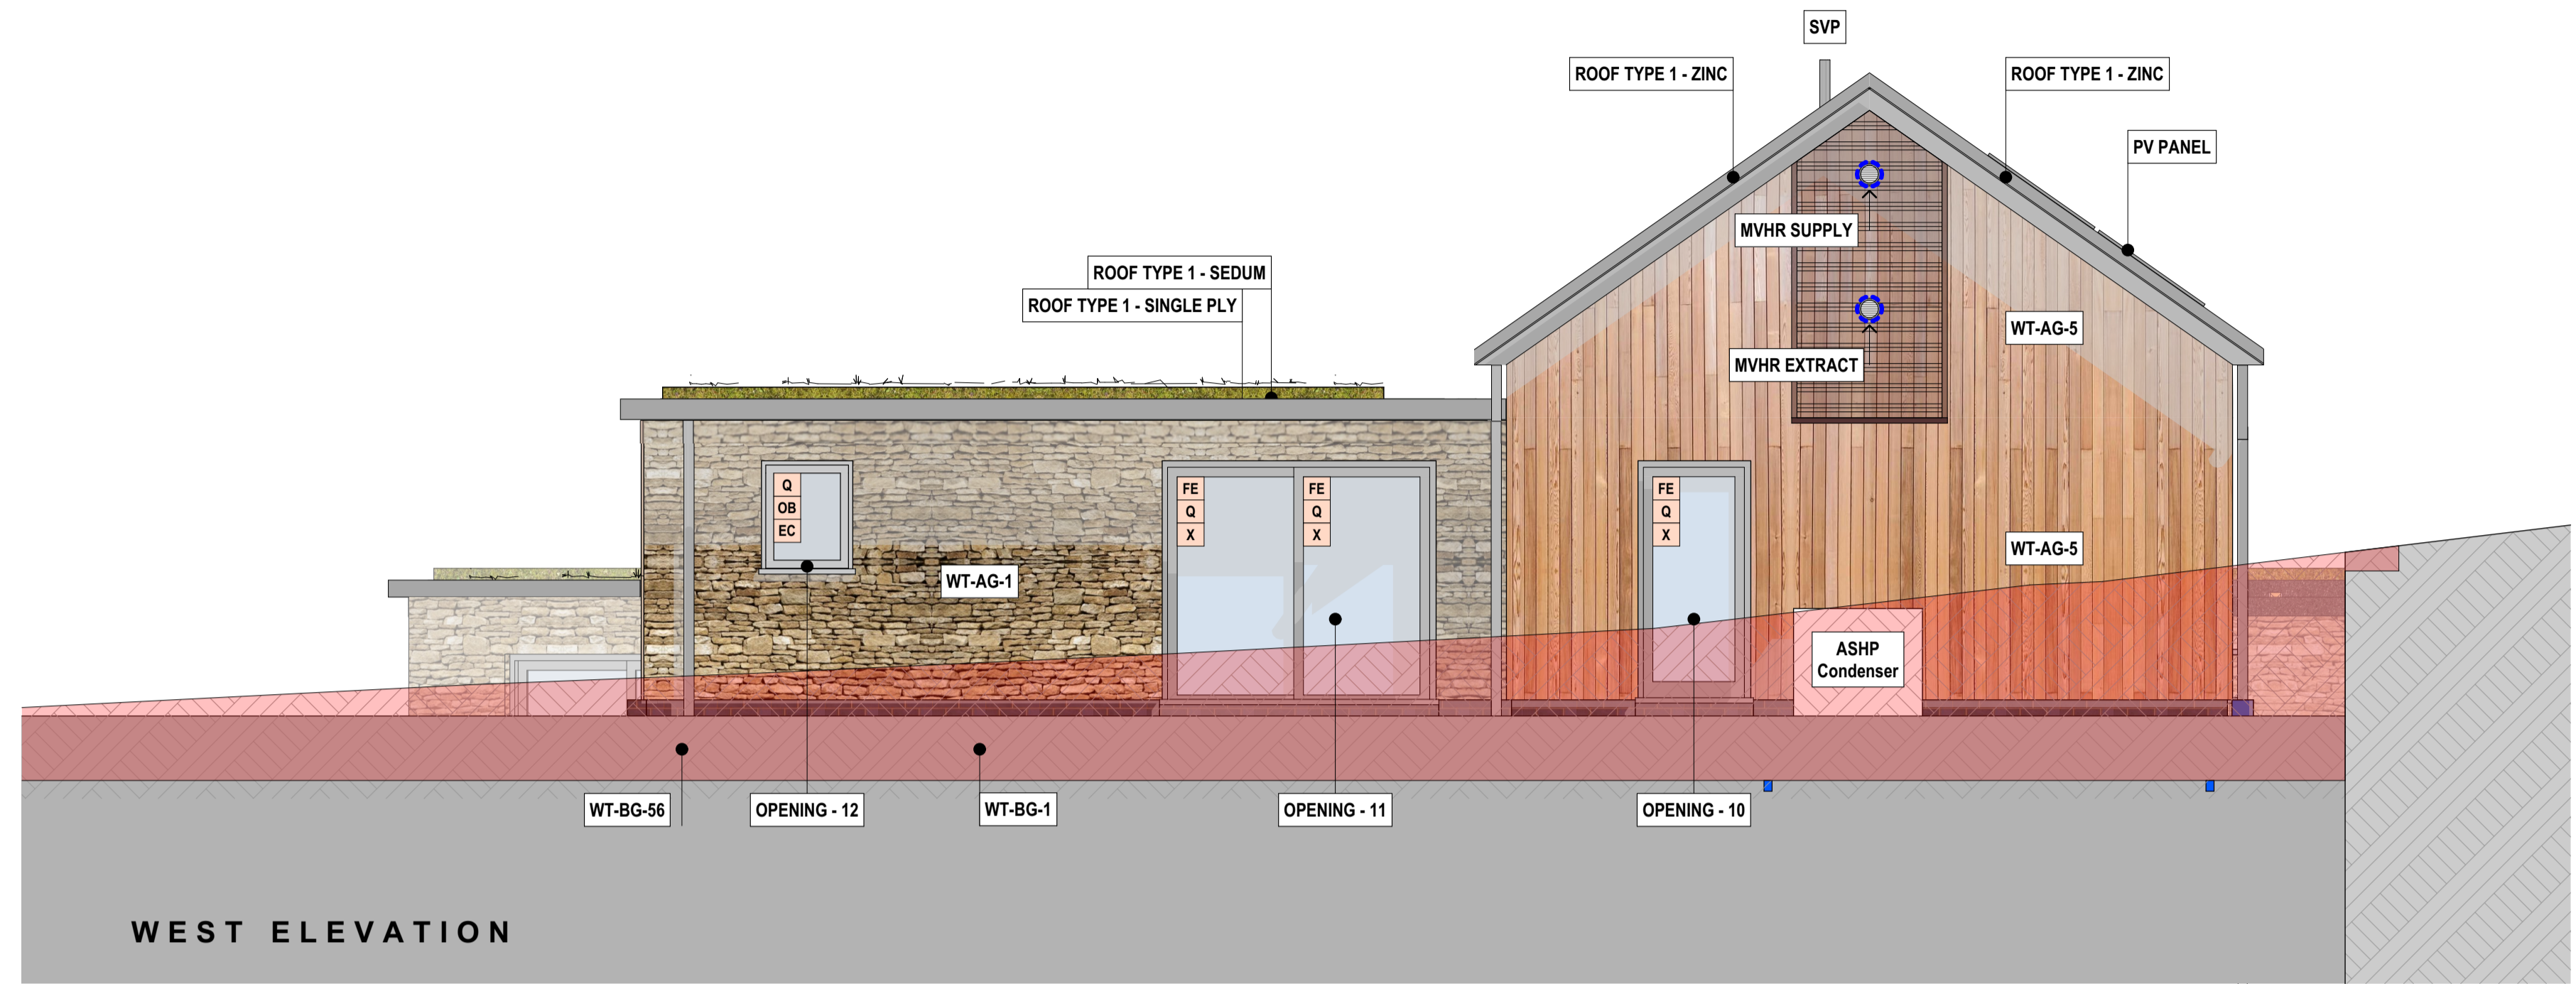 SVP
ROOF TYPE 1 - ZINC
ROOF TYPE 1 - ZINC
PV PANEL
MVHR SUPPLY
ROOF TYPE 1 - SEDUM
ROOF TYPE 1 - SINGLE PLY
WT-AG-5
MVHR EXTRACT
Q
OB
EC
FE
Q
X
FE
Q
X
FE
Q
X
WT-AG-5
WT-AG-1
ASHP
Condenser
WT-BG-56
OPENING - 12
WT-BG-1
OPENING - 11
OPENING - 10
WEST ELEVATION